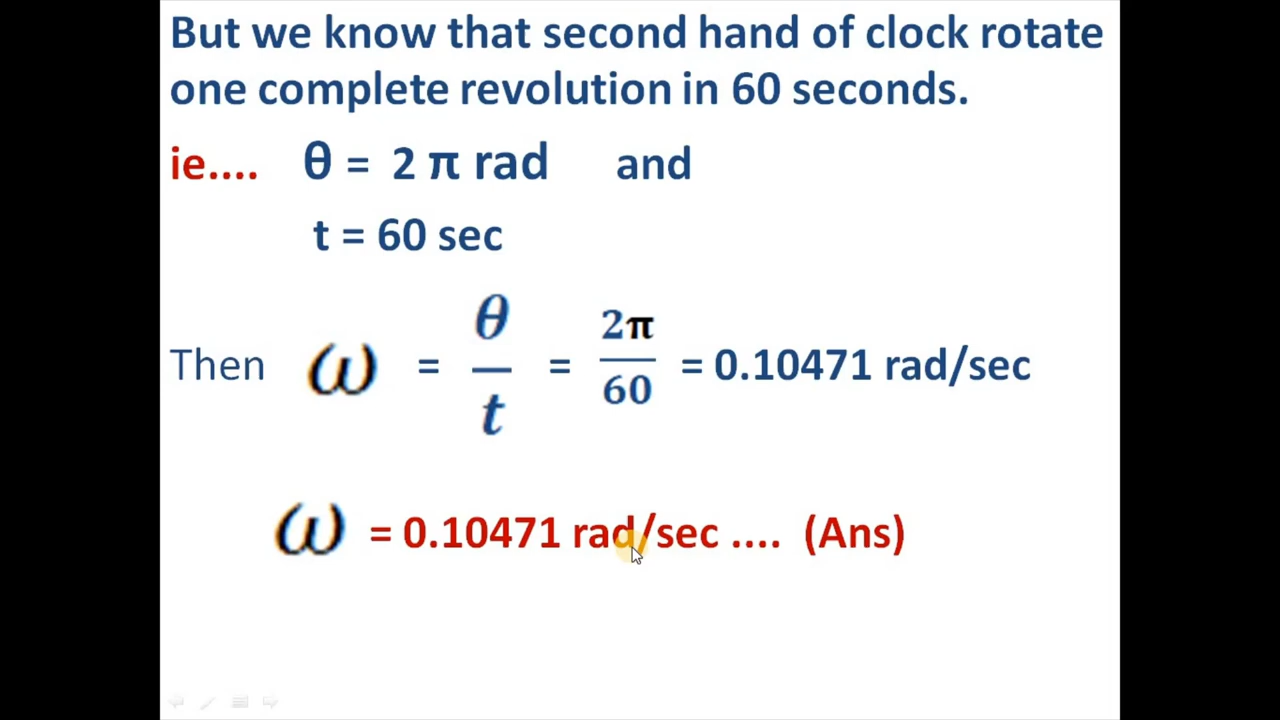 But we know that second hand of clock rotate
one complete revolution in 60 seconds.
ie.... θ = 2 π rad and
t = 60 sec
Then ω = θ/t = 2π/60 = 0.10471 rad/sec
ω = 0.10471 rad/sec .... (Ans)